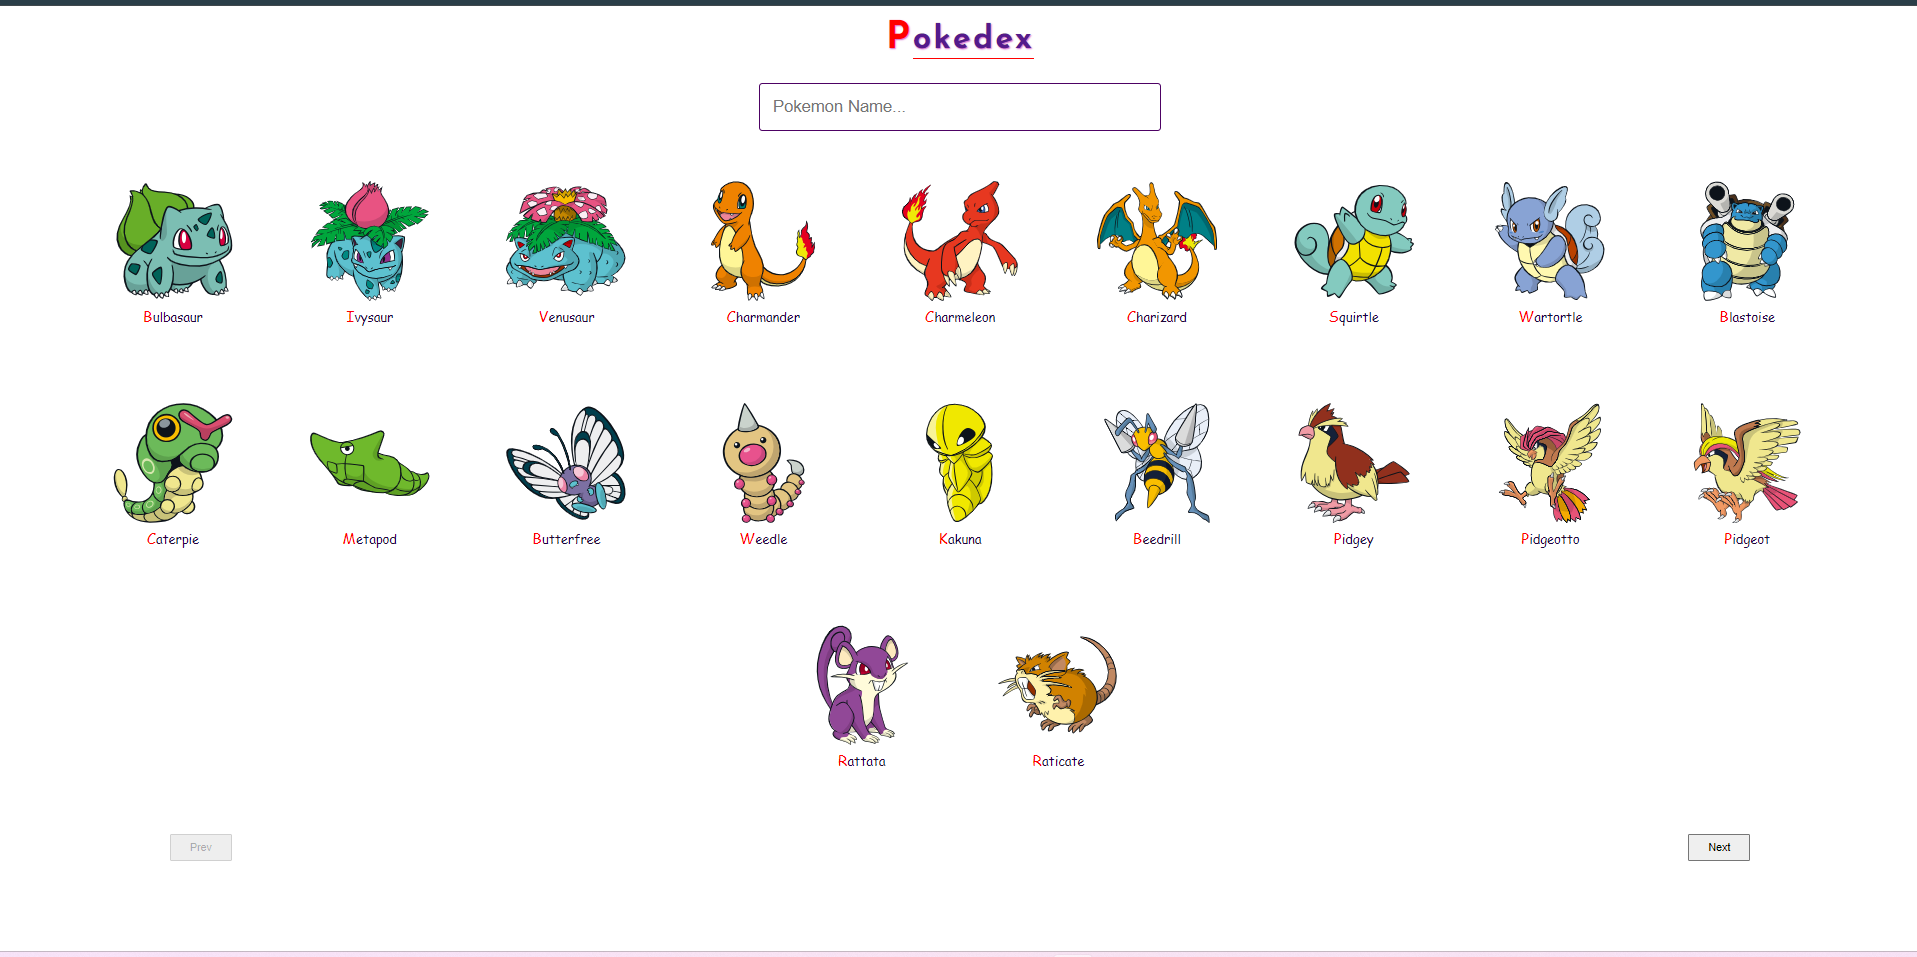 Pokedex
Pokemon Name...
Bulbasaur Ivysaur Venusaur Charmander Charmeleon Charizard Squirtle Wartortle Blastoise
Caterpie Metapod Butterfree Weedle Kakuna Beedrill Pidgey Pidgeotto Pidgeot
Rattata Raticate
Prev Next